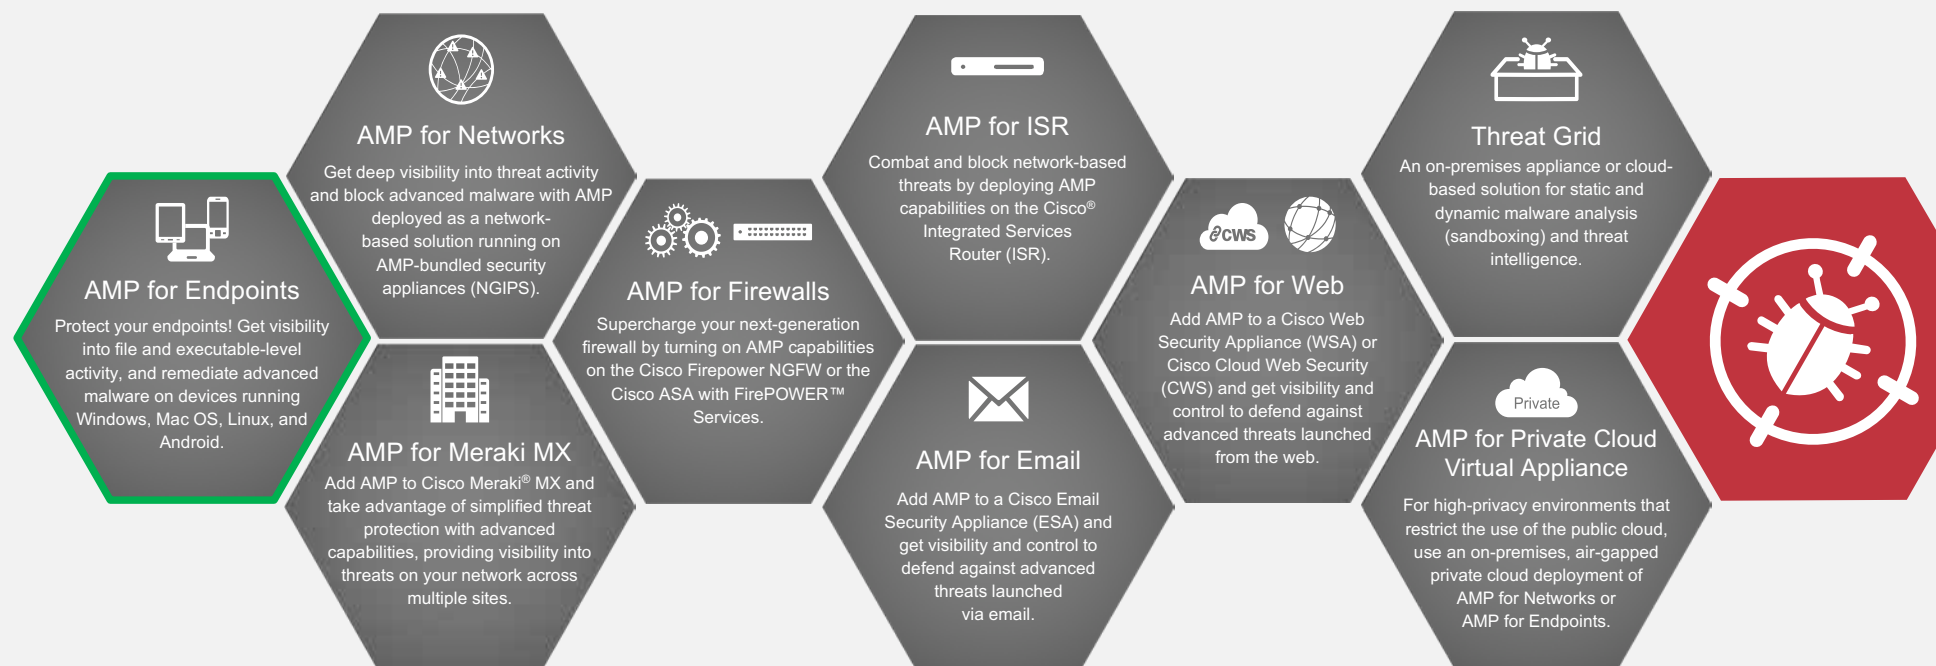 AMP for Endpoints
Protect your endpoints! Get visibility
into file and executable-level
activity, and remediate advanced
malware on devices running
Windows, Mac OS, Linux, and
Android.
AMP for Networks
Get deep visibility into threat activity
and block advanced malware with AMP
deployed as a network-
based solution running on
AMP-bundled security
appliances (NGIPS).
AMP for Meraki MX
Add AMP to Cisco Meraki® MX and
take advantage of simplified threat
protection with advanced
capabilities, providing visibility into
threats on your network across
multiple sites.
AMP for Firewalls
Supercharge your next-generation
firewall by turning on AMP capabilities
on the Cisco Firepower NGFW or the
Cisco ASA with FirePOWER™
Services.
AMP for ISR
Combat and block network-based
threats by deploying AMP
capabilities on the Cisco®
Integrated Services
Router (ISR).
AMP for Email
Add AMP to a Cisco Email
Security Appliance (ESA) and
get visibility and control to
defend against advanced
threats launched
via email.
CWS
AMP for Web
Add AMP to a Cisco Web
Security Appliance (WSA) or
Cisco Cloud Web Security
(CWS) and get visibility and
control to defend against
advanced threats launched
from the web.
Threat Grid
An on-premises appliance or cloud-
based solution for static and
dynamic malware analysis
(sandboxing) and threat
intelligence.
Private
AMP for Private Cloud
Virtual Appliance
For high-privacy environments that
restrict the use of the public cloud,
use an on-premises, air-gapped
private cloud deployment of
AMP for Networks or
AMP for Endpoints.